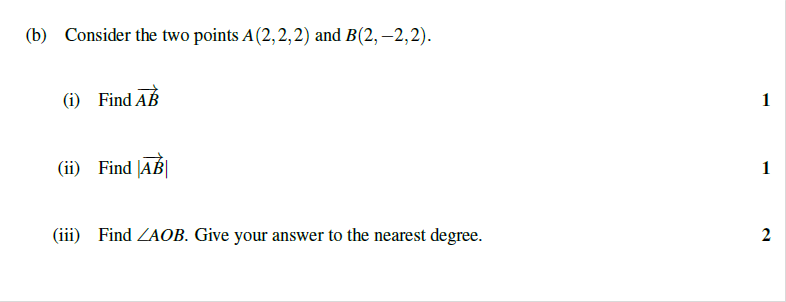 (b) Consider the two points A(2,2,2) and B(2,−2,2).
(i) Find $\overrightarrow{AB}$ 1
(ii) Find $|\overrightarrow{AB}|$ 1
(iii) Find ∠AOB. Give your answer to the nearest degree. 2